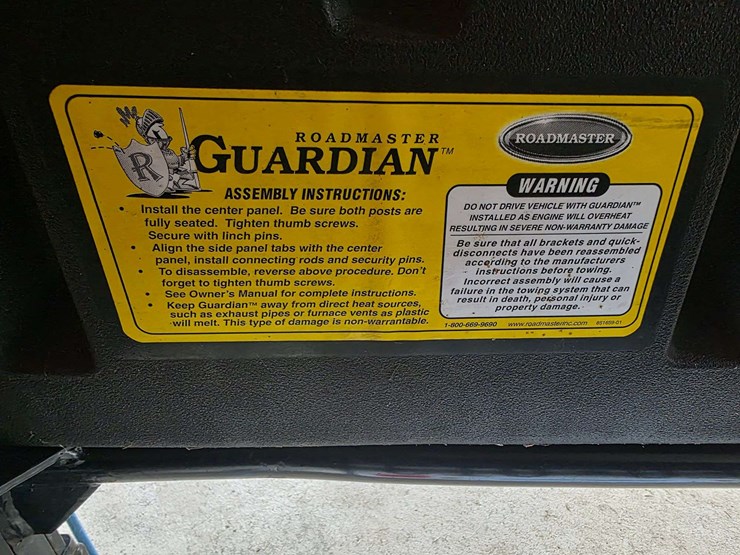 R
ROADMASTER
GUARDIAN™
ASSEMBLY INSTRUCTIONS:
• Install the center panel. Be sure both posts are
fully seated. Tighten thumb screws.
Secure with linch pins.
• Align the side panel tabs with the center
panel, install connecting rods and security pins.
• To disassemble, reverse above procedure. Don't
forget to tighten thumb screws.
• See Owner's Manual for complete instructions.
• Keep Guardian™ away from direct heat sources,
such as exhaust pipes or furnace vents as plastic
will melt. This type of damage is non-warrantable.
ROADMASTER
WARNING
DO NOT DRIVE VEHICLE WITH GUARDIAN™
INSTALLED AS ENGINE WILL OVERHEAT
RESULTING IN SEVERE NON-WARRANTY DAMAGE
Be sure that all brackets and quick-
disconnects have been reassembled
according to the manufacturers
instructions before towing.
Incorrect assembly will cause a
failure in the towing system that can
result in death, personal injury or
property damage.
1-800-669-9690 www.roadmasterinc.com